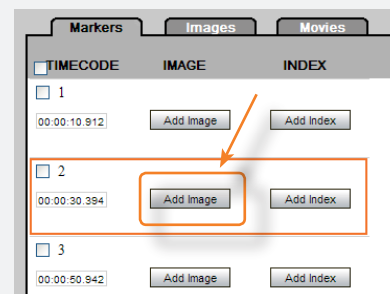 Markers Images Movies
TIMECODE IMAGE INDEX
1
00:00:10.912 Add Image Add Index
2
00:00:30.394 Add Image Add Index
3
00:00:50.942 Add Image Add Index